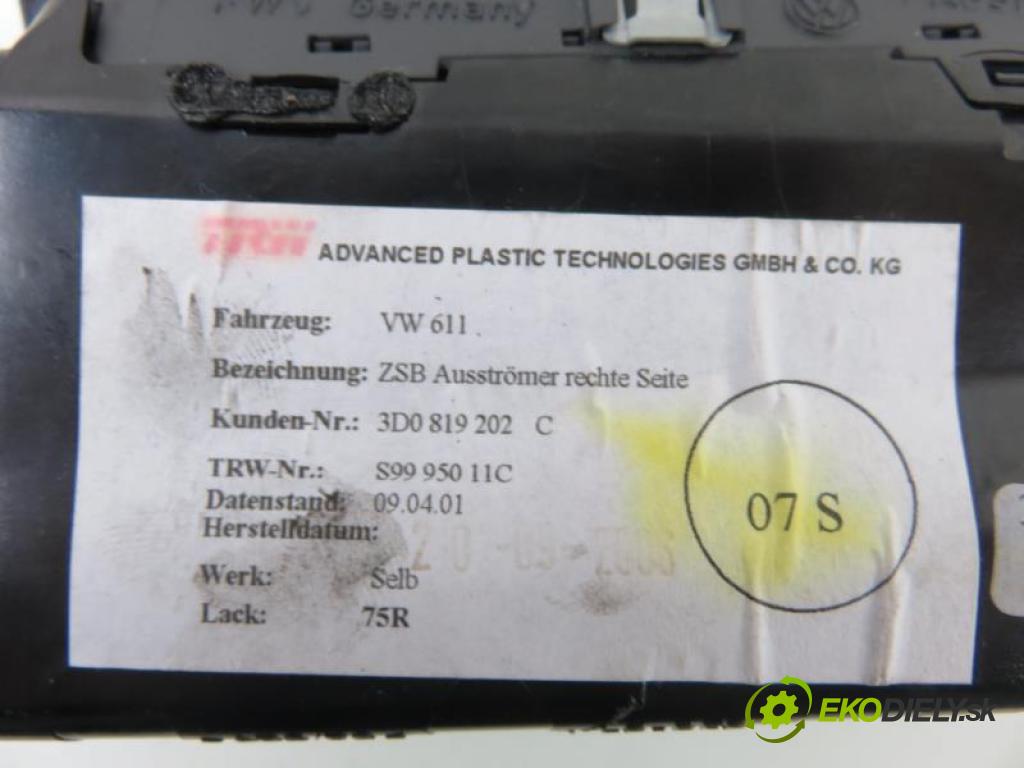 Germany
TRW ADVANCED PLASTIC TECHNOLOGIES GMBH & CO. KG
Fahrzeug: VW 611
Bezeichnung: ZSB Ausströmer rechte Seite
Kunden-Nr.: 3D0 819 202 C
TRW-Nr.: S99 950 11C
Datenstand: 09.04.01
Herstelldatum:
Werk: Selb
Lack: 75R
07 S
EKODIELY.SK